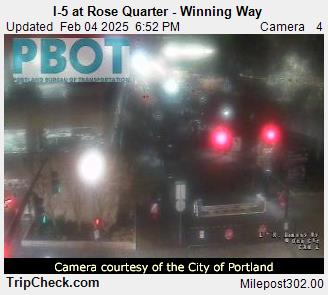 I-5 at Rose Quarter - Winning Way
Updated Feb 04 2025 6:52 PM Camera 4
PBOT
PORTLAND BUREAU OF TRANSPORTATION
Camera courtesy of the City of Portland
TripCheck.com Milepost302.00